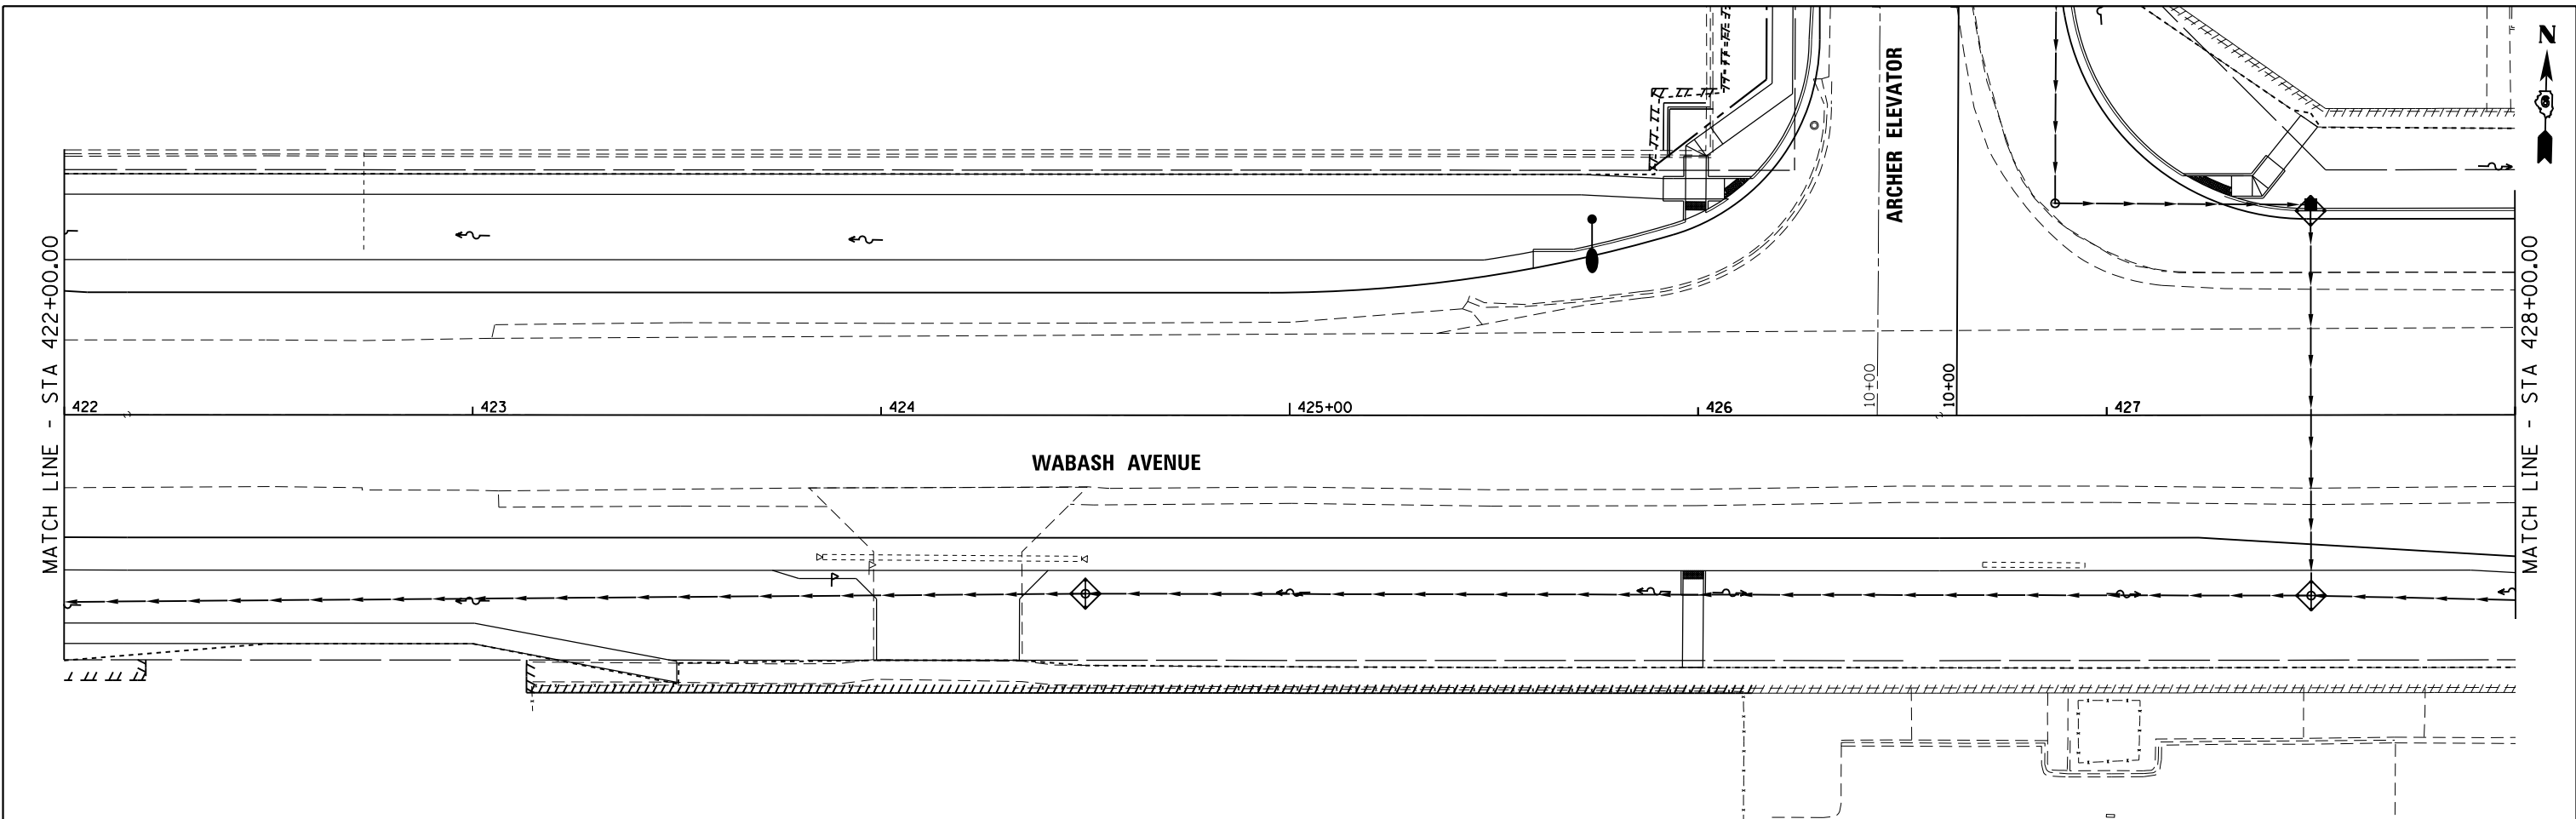 N
ARCHER ELEVATOR
MATCH LINE - STA 422+00.00
MATCH LINE - STA 428+00.00
10+00
10+00
422
423
424
425+00
426
427
WABASH AVENUE